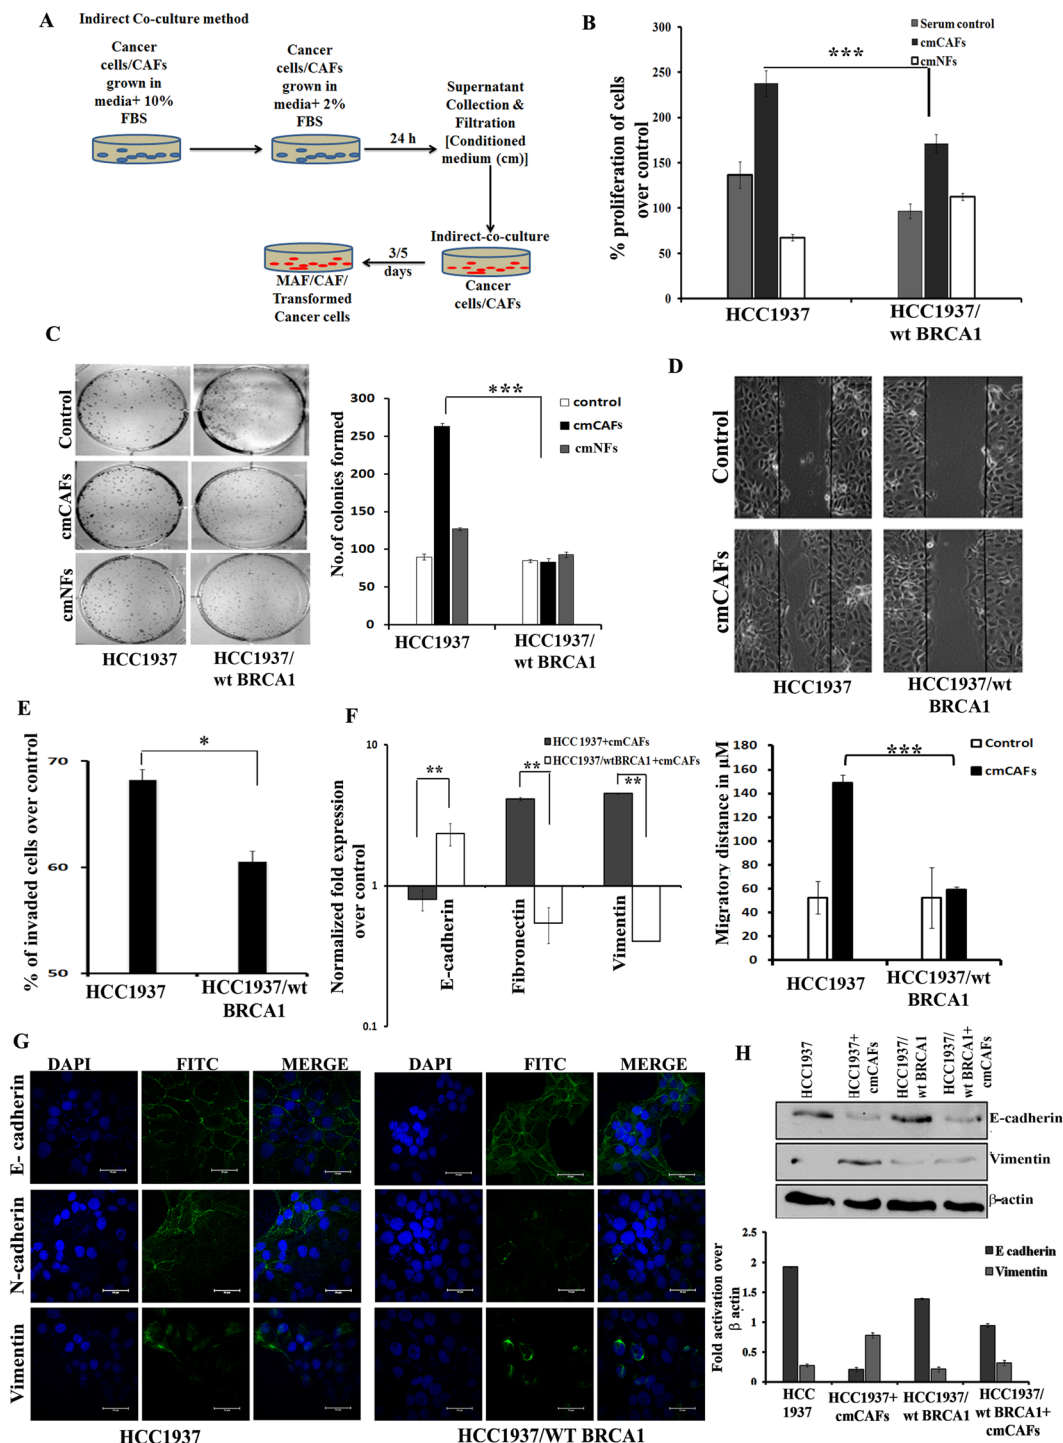 A
Indirect Co-culture method
Cancer
cells/CAFs
grown in
media+ 10%
FBS
Cancer
cells/CAFs
grown in
media+ 2%
FBS
24 h
Supernatant
Collection &
Filtration
[Conditioned
medium (cm)]
Indirect-co-culture
Cancer
cells/CAFs
3/5
days
MAF/CAF/
Transformed
Cancer cells
B
% proliferation of cells
over control
300
250
200
150
100
50
0
***
Serum control
cmCAFs
cmNFs
HCC1937
HCC1937/
wt BRCA1
C
Control
cmCAFs
cmNFs
HCC1937
HCC1937/
wt BRCA1
No.of colonies formed
300
250
200
150
100
50
0
***
control
cmCAFs
cmNFs
HCC1937
HCC1937/
wt BRCA1
D
Control
cmCAFs
HCC1937
HCC1937/wt
BRCA1
Migratory distance in µM
180
160
140
120
100
80
60
40
20
0
***
Control
cmCAFs
HCC1937
HCC1937/wt
BRCA1
E
% of invaded cells over control
70
60
50
*
HCC1937
HCC1937/wt
BRCA1
F
Normalized fold expression
over control
10
1
0.1
HCC 1937+cmCAFs
HCC1937/wtBRCA1+cmCAFs
**
**
**
E-cadherin
Fibronectin
Vimentin
G
DAPI
FITC
MERGE
DAPI
FITC
MERGE
E- cadherin
N-cadherin
Vimentin
HCC1937
HCC1937/WT BRCA1
H
HCC1937
HCC1937+
cmCAFs
HCC1937/
wt BRCA1
HCC1937/
wt BRCA1+
cmCAFs
E-cadherin
Vimentin
β-actin
Fold activation over
β actin
2.5
2
1.5
1
0.5
0
E cadherin
Vimentin
HCC
1937
HCC1937+
cmCAFs
HCC1937/
wt BRCA1
HCC1937/
wt BRCA1+
cmCAFs